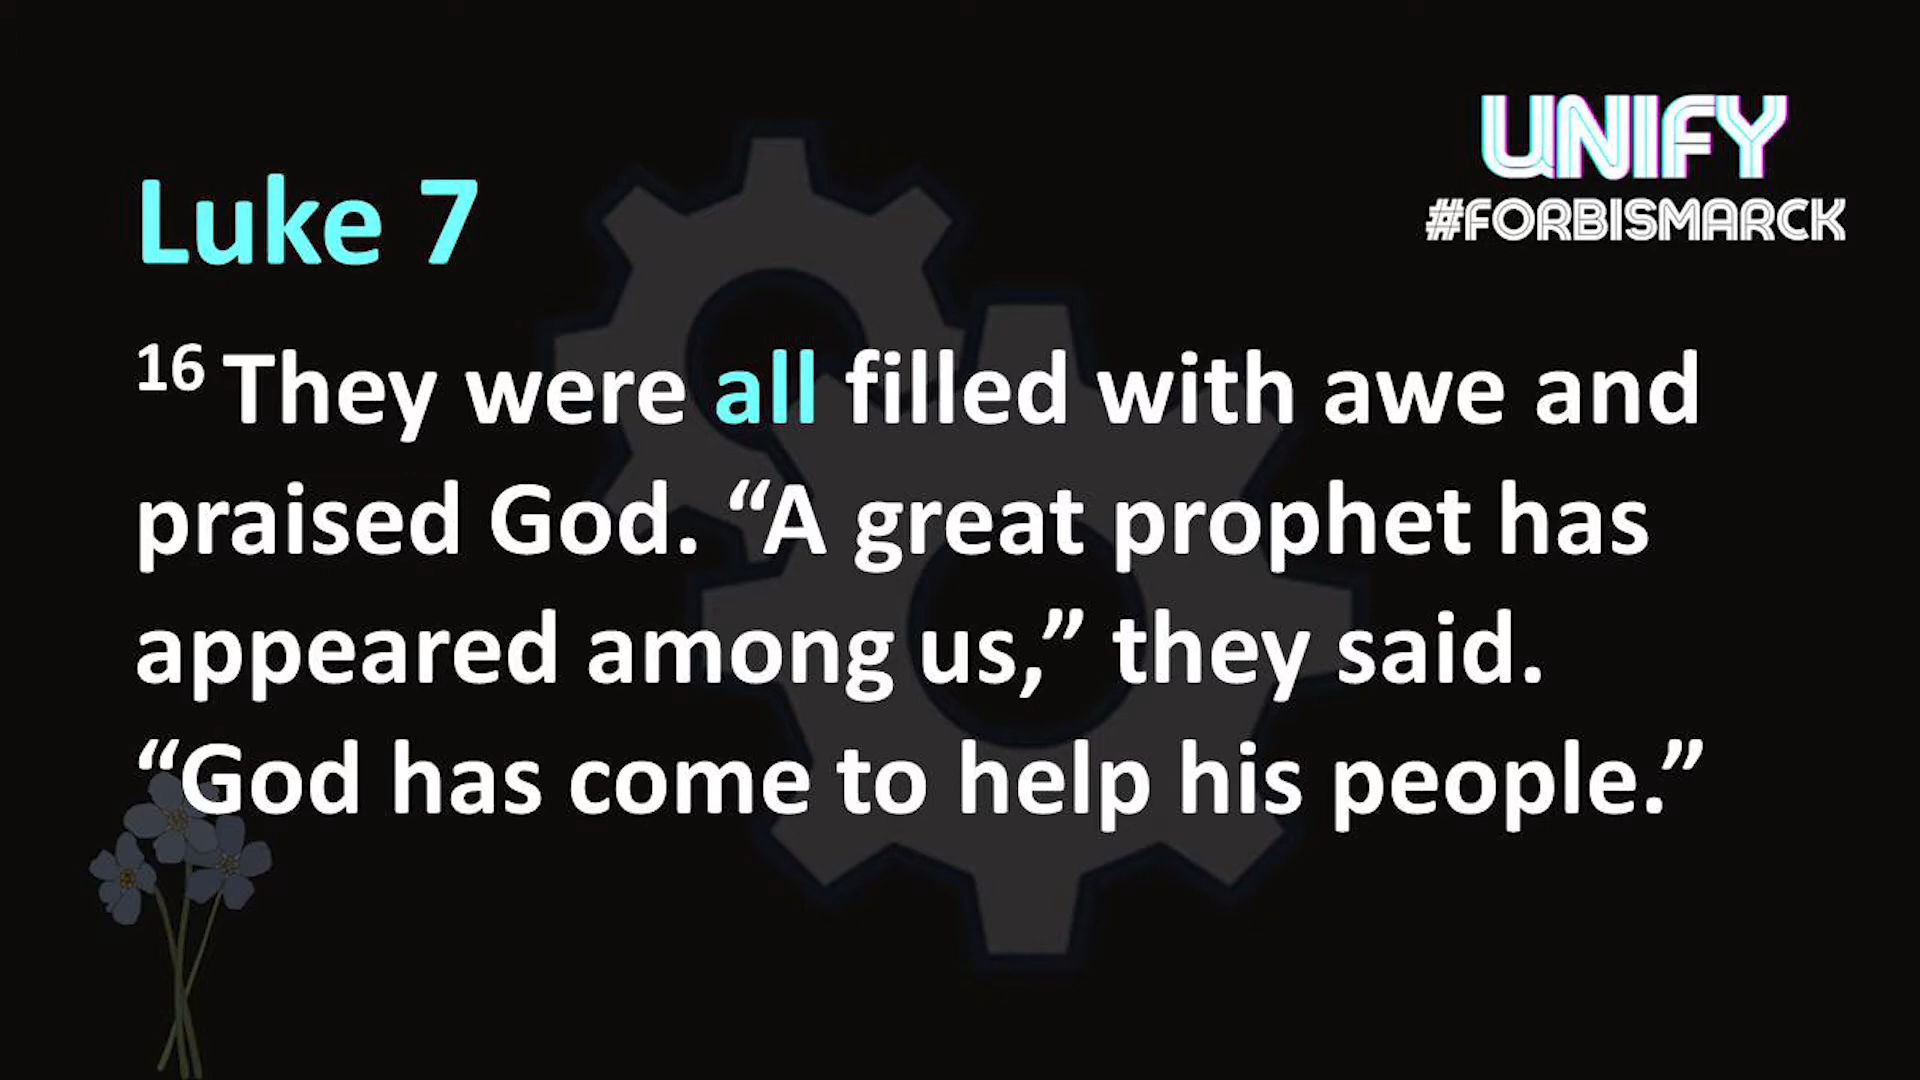 UNIFY
#FORBISMARCK
Luke 7
16 They were all filled with awe and
praised God. “A great prophet has
appeared among us,” they said.
“God has come to help his people.”